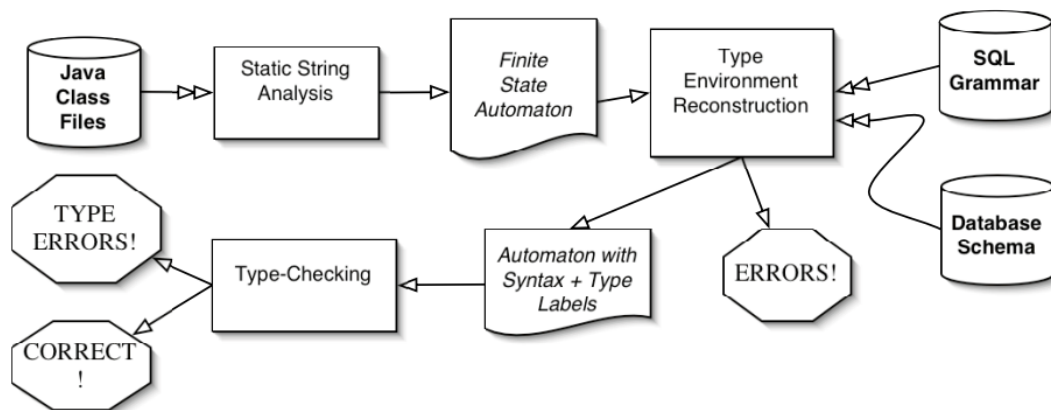 Java
Class
Files
Static String
Analysis
Finite
State
Automaton
Type
Environment
Reconstruction
SQL
Grammar
Database
Schema
TYPE
ERRORS!
Type-Checking
Automaton with
Syntax + Type
Labels
ERRORS!
CORRECT
!